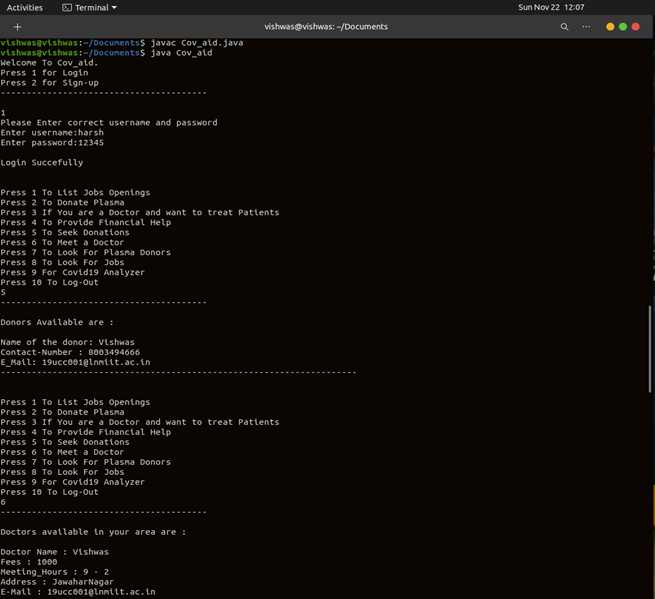 Activities Terminal Sun Nov 22 12:07
vishwas@vishwas: ~/Documents
vishwas@vishwas:~/Documents$ javac Cov_aid.java
vishwas@vishwas:~/Documents$ java Cov_aid
Welcome To Cov_aid.
Press 1 for Login
Press 2 for Sign-up
----------------------------------------
1
Please Enter correct username and password
Enter username:harsh
Enter password:12345
Login Succefully
Press 1 To List Jobs Openings
Press 2 To Donate Plasma
Press 3 If You are a Doctor and want to treat Patients
Press 4 To Provide Financial Help
Press 5 To Seek Donations
Press 6 To Meet a Doctor
Press 7 To Look For Plasma Donors
Press 8 To Look For Jobs
Press 9 For Covid19 Analyzer
Press 10 To Log-Out
5
----------------------------------------
Donors Available are :
Name of the donor: Vishwas
Contact-Number : 8003494666
E_Mail: 19ucc001@lnmiit.ac.in
---------------------------------------------------------------------
Press 1 To List Jobs Openings
Press 2 To Donate Plasma
Press 3 If You are a Doctor and want to treat Patients
Press 4 To Provide Financial Help
Press 5 To Seek Donations
Press 6 To Meet a Doctor
Press 7 To Look For Plasma Donors
Press 8 To Look For Jobs
Press 9 For Covid19 Analyzer
Press 10 To Log-Out
6
----------------------------------------
Doctors available in your area are :
Doctor Name : Vishwas
Fees : 1000
Meeting_Hours : 9 - 2
Address : JawaharNagar
E-Mail : 19ucc001@lnmiit.ac.in